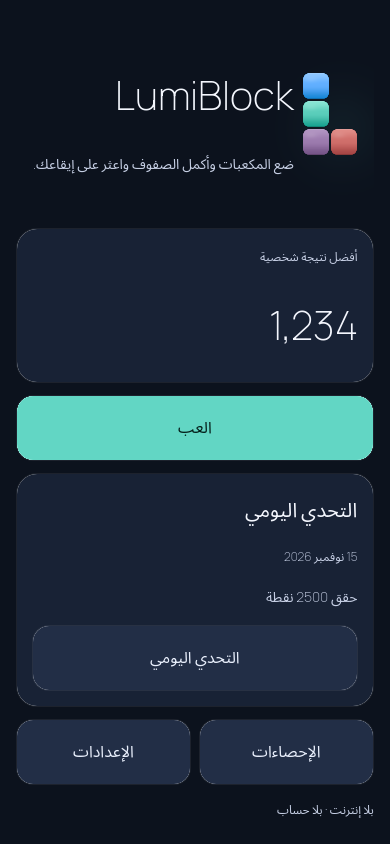 LumiBlock
ضع المكعبات وأكمل الصفوف واعثر على إيقاعك.
أفضل نتيجة شخصية
1,234
العب
التحدي اليومي
15 نوفمبر 2026
حقق 2500 نقطة
التحدي اليومي
الإحصاءات
الإعدادات
بلا إنترنت · بلا حساب